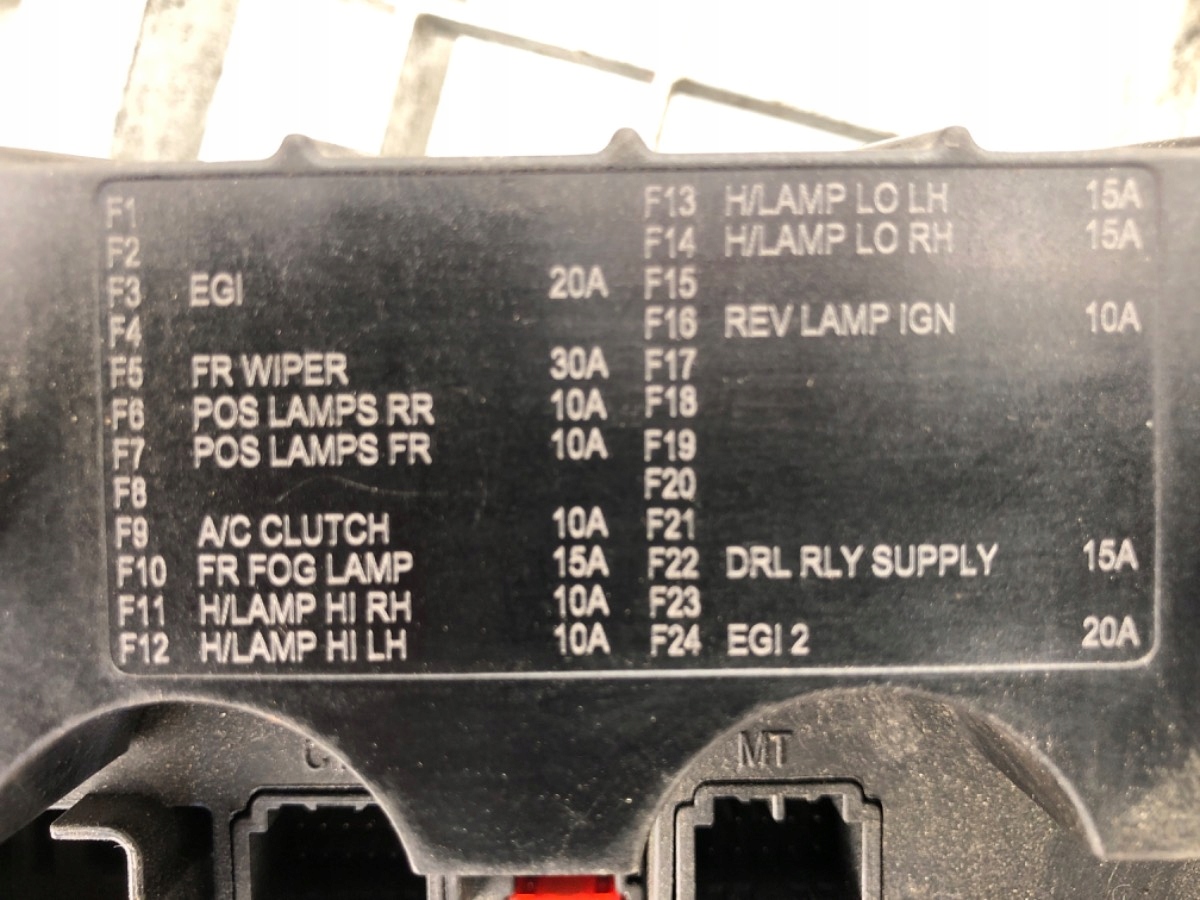 F1
F2
F3 EGI 20A
F4
F5 FR WIPER 30A
F6 POS LAMPS RR 10A
F7 POS LAMPS FR 10A
F8
F9 A/C CLUTCH 10A
F10 FR FOG LAMP 15A
F11 H/LAMP HI RH 10A
F12 H/LAMP HI LH 10A
F13 H/LAMP LO LH 15A
F14 H/LAMP LO RH 15A
F15
F16 REV LAMP IGN 10A
F17
F18
F19
F20
F21
F22 DRL RLY SUPPLY 15A
F23
F24 EGI 2 20A
MT